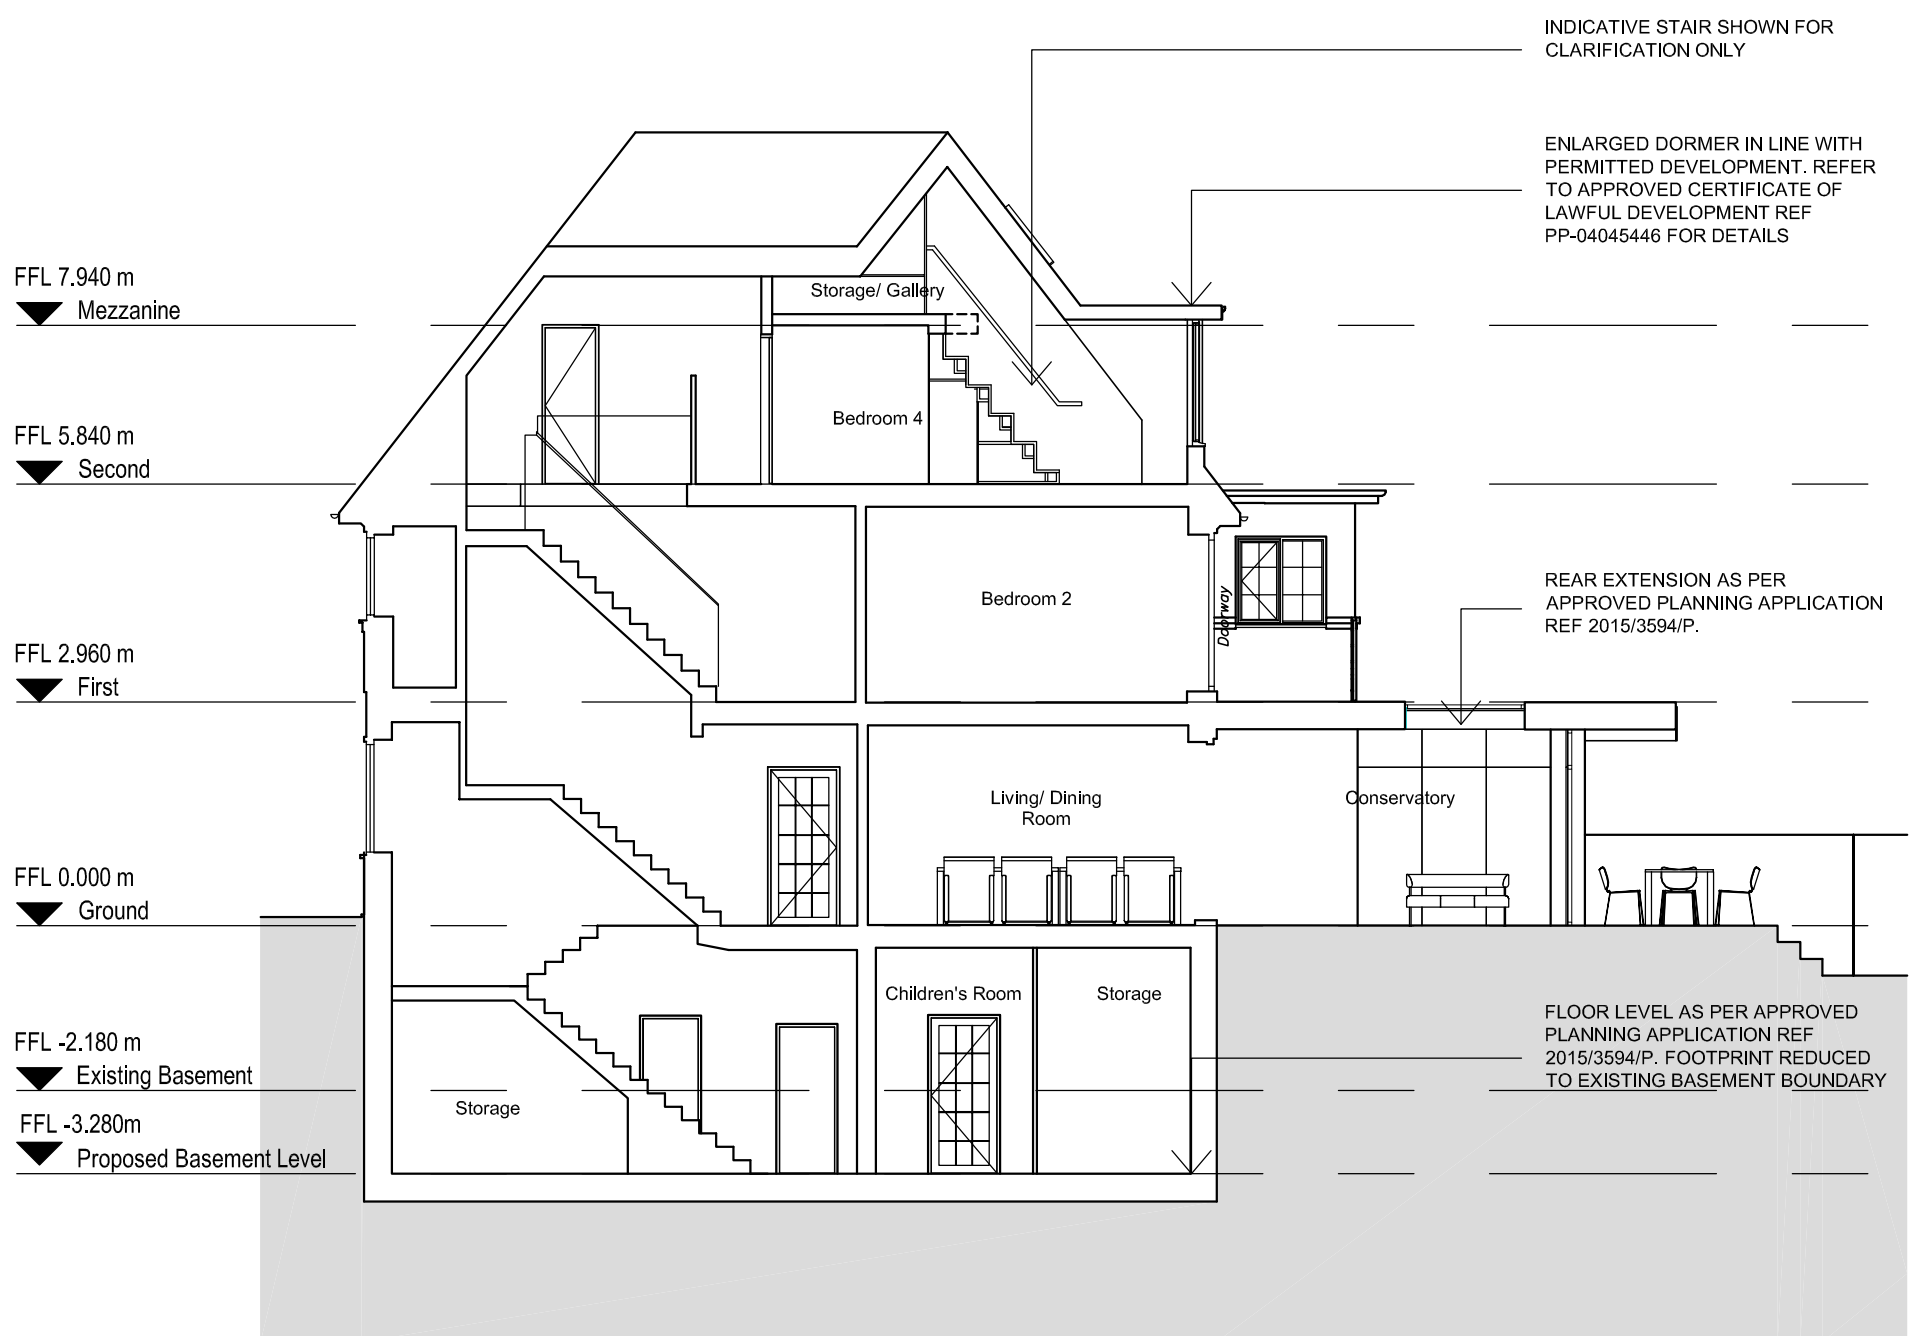 INDICATIVE STAIR SHOWN FOR
CLARIFICATION ONLY
ENLARGED DORMER IN LINE WITH
PERMITTED DEVELOPMENT. REFER
TO APPROVED CERTIFICATE OF
LAWFUL DEVELOPMENT REF
PP-04045446 FOR DETAILS
FFL 7.940 m
Mezzanine
Storage/ Gallery
FFL 5.840 m
Second
Bedroom 4
REAR EXTENSION AS PER
APPROVED PLANNING APPLICATION
REF 2015/3594/P.
Bedroom 2
Doorway
FFL 2.960 m
First
Living/ Dining
Room
Conservatory
FFL 0.000 m
Ground
Children's Room
Storage
FLOOR LEVEL AS PER APPROVED
PLANNING APPLICATION REF
2015/3594/P. FOOTPRINT REDUCED
TO EXISTING BASEMENT BOUNDARY
FFL -2.180 m
Existing Basement
Storage
FFL -3.280m
Proposed Basement Level